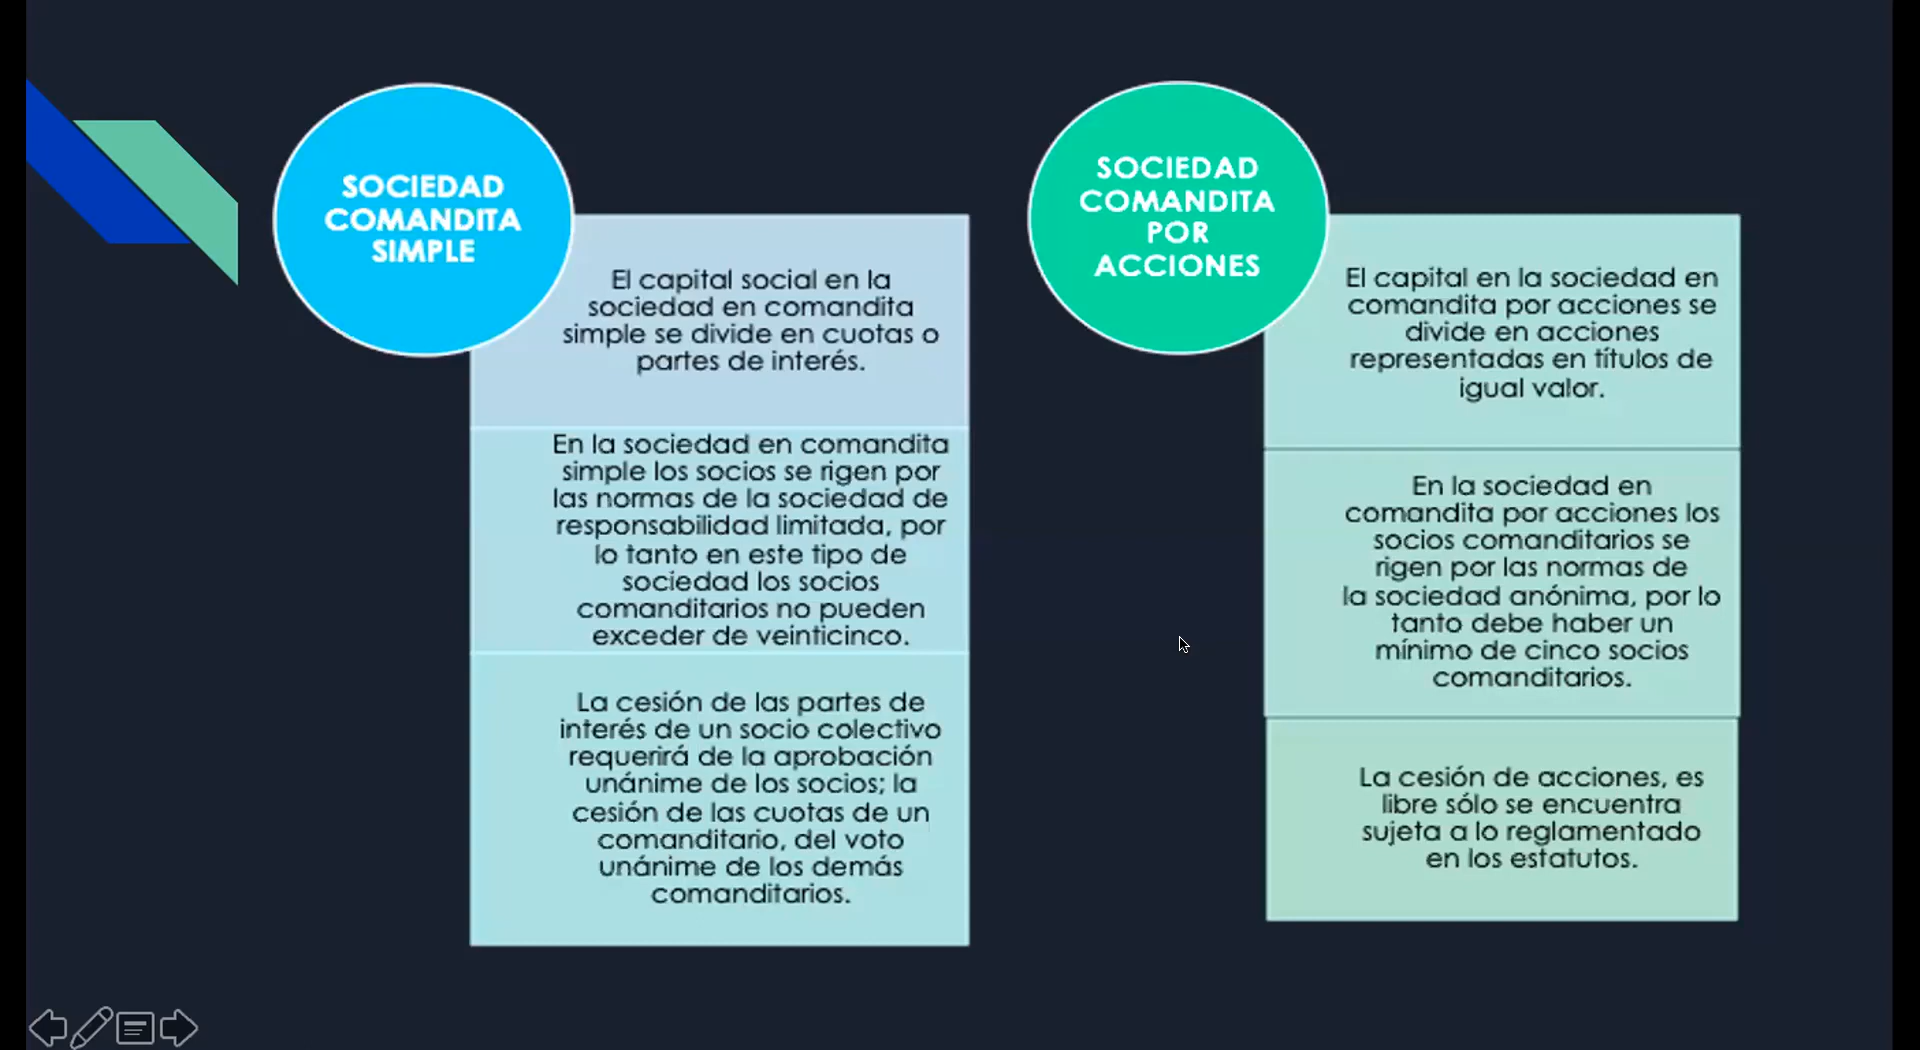 SOCIEDAD
COMANDITA
SIMPLE
El capital social en la
sociedad en comandita
simple se divide en cuotas o
partes de interés.
En la sociedad en comandita
simple los socios se rigen por
las normas de la sociedad de
responsabilidad limitada, por
lo tanto en este tipo de
sociedad los socios
comanditarios no pueden
exceder de veinticinco.
La cesión de las partes de
interés de un socio colectivo
requerirá de la aprobación
unánime de los socios; la
cesión de las cuotas de un
comanditario, del voto
unánime de los demás
comanditarios.
SOCIEDAD
COMANDITA
POR
ACCIONES
El capital en la sociedad en
comandita por acciones se
divide en acciones
representadas en títulos de
igual valor.
En la sociedad en
comandita por acciones los
socios comanditarios se
rigen por las normas de
la sociedad anónima, por lo
tanto debe haber un
mínimo de cinco socios
comanditarios.
La cesión de acciones, es
libre sólo se encuentra
sujeta a lo reglamentado
en los estatutos.